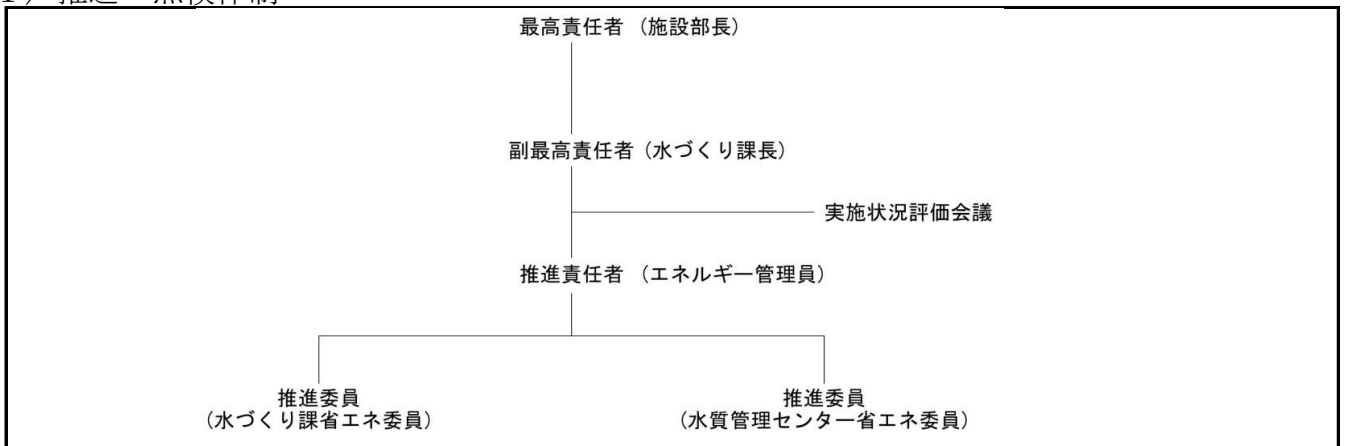 最高責任者 (施設部長)
副最高責任者 (水づくり課長)
実施状況評価会議
推進責任者 (エネルギー管理員)
推進委員
(水づくり課省エネ委員)
推進委員
(水質管理センター省エネ委員)